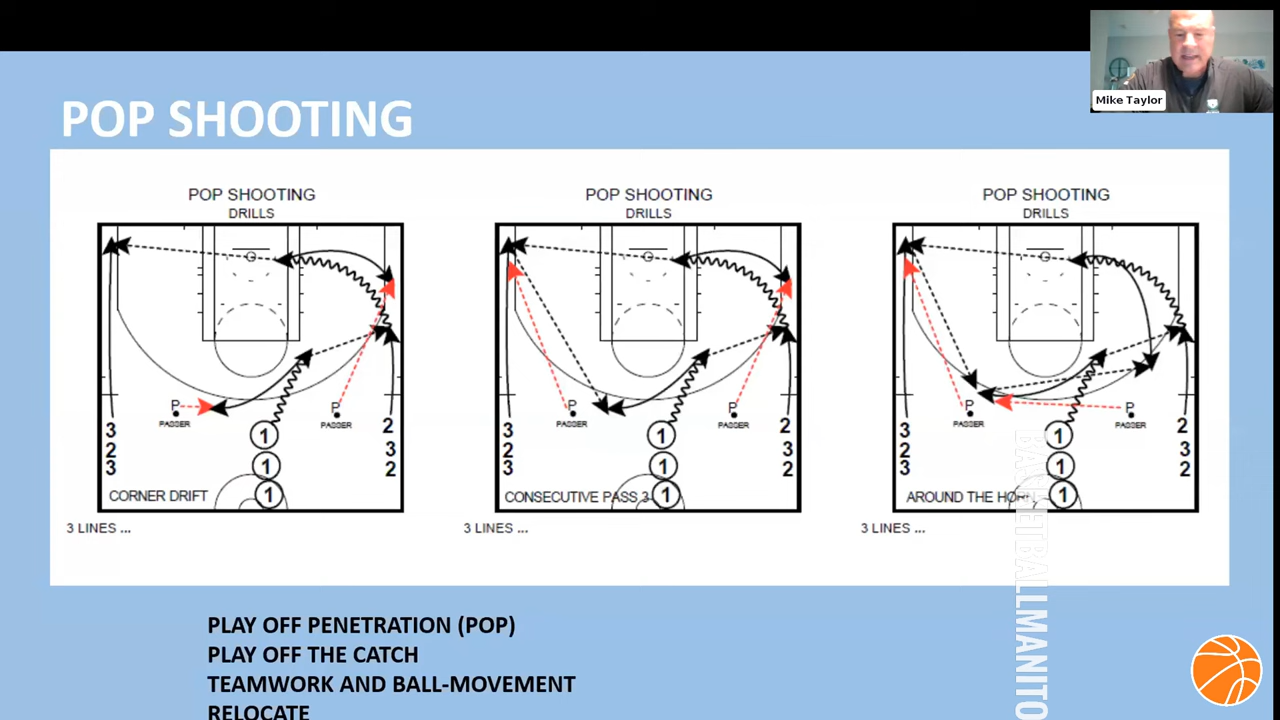 Mike Taylor
POP SHOOTING
POP SHOOTING
DRILLS
P
PASSER
P
PASSER
3
2
3
2
3
2
1
1
1
CORNER DRIFT
3 LINES ...
POP SHOOTING
DRILLS
P
PASSER
P
PASSER
3
2
3
2
3
2
1
1
1
CONSECUTIVE PASS 3
3 LINES ...
POP SHOOTING
DRILLS
P
PASSER
P
PASSER
3
2
3
2
3
2
1
1
1
AROUND THE HORN
3 LINES ...
BASKETBALLMANITO
PLAY OFF PENETRATION (POP)
PLAY OFF THE CATCH
TEAMWORK AND BALL-MOVEMENT
RELOCATE